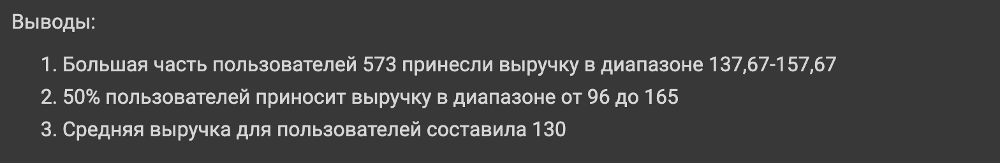 Выводы:
1. Большая часть пользователей 573 принесли выручку в диапазоне 137,67-157,67
2. 50% пользователей приносит выручку в диапазоне от 96 до 165
3. Средняя выручка для пользователей составила 130